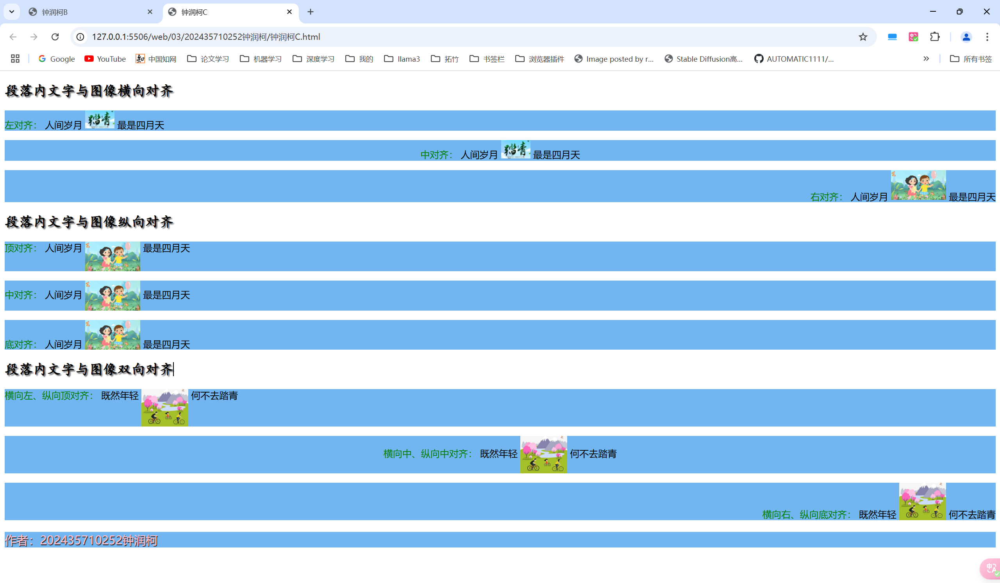 钟润柯B
钟润柯C
127.0.0.1:5506/web/03/202435710252钟润柯/钟润柯C.html
Google YouTube 中国知网 论文学习 机器学习 深度学习 我的 llama3 拓竹 书签栏 浏览器插件 Image posted by r... Stable Diffusion高... AUTOMATIC1111/... 所有书签
段落内文字与图像横向对齐
左对齐： 人间岁月 踏青 最是四月天
中对齐： 人间岁月 踏青 最是四月天
右对齐： 人间岁月 最是四月天
段落内文字与图像纵向对齐
顶对齐： 人间岁月 最是四月天
中对齐： 人间岁月 最是四月天
底对齐： 人间岁月 最是四月天
段落内文字与图像双向对齐
横向左、纵向顶对齐： 既然年轻 何不去踏青
横向中、纵向中对齐： 既然年轻 何不去踏青
横向右、纵向底对齐： 既然年轻 何不去踏青
作者：202435710252钟润柯